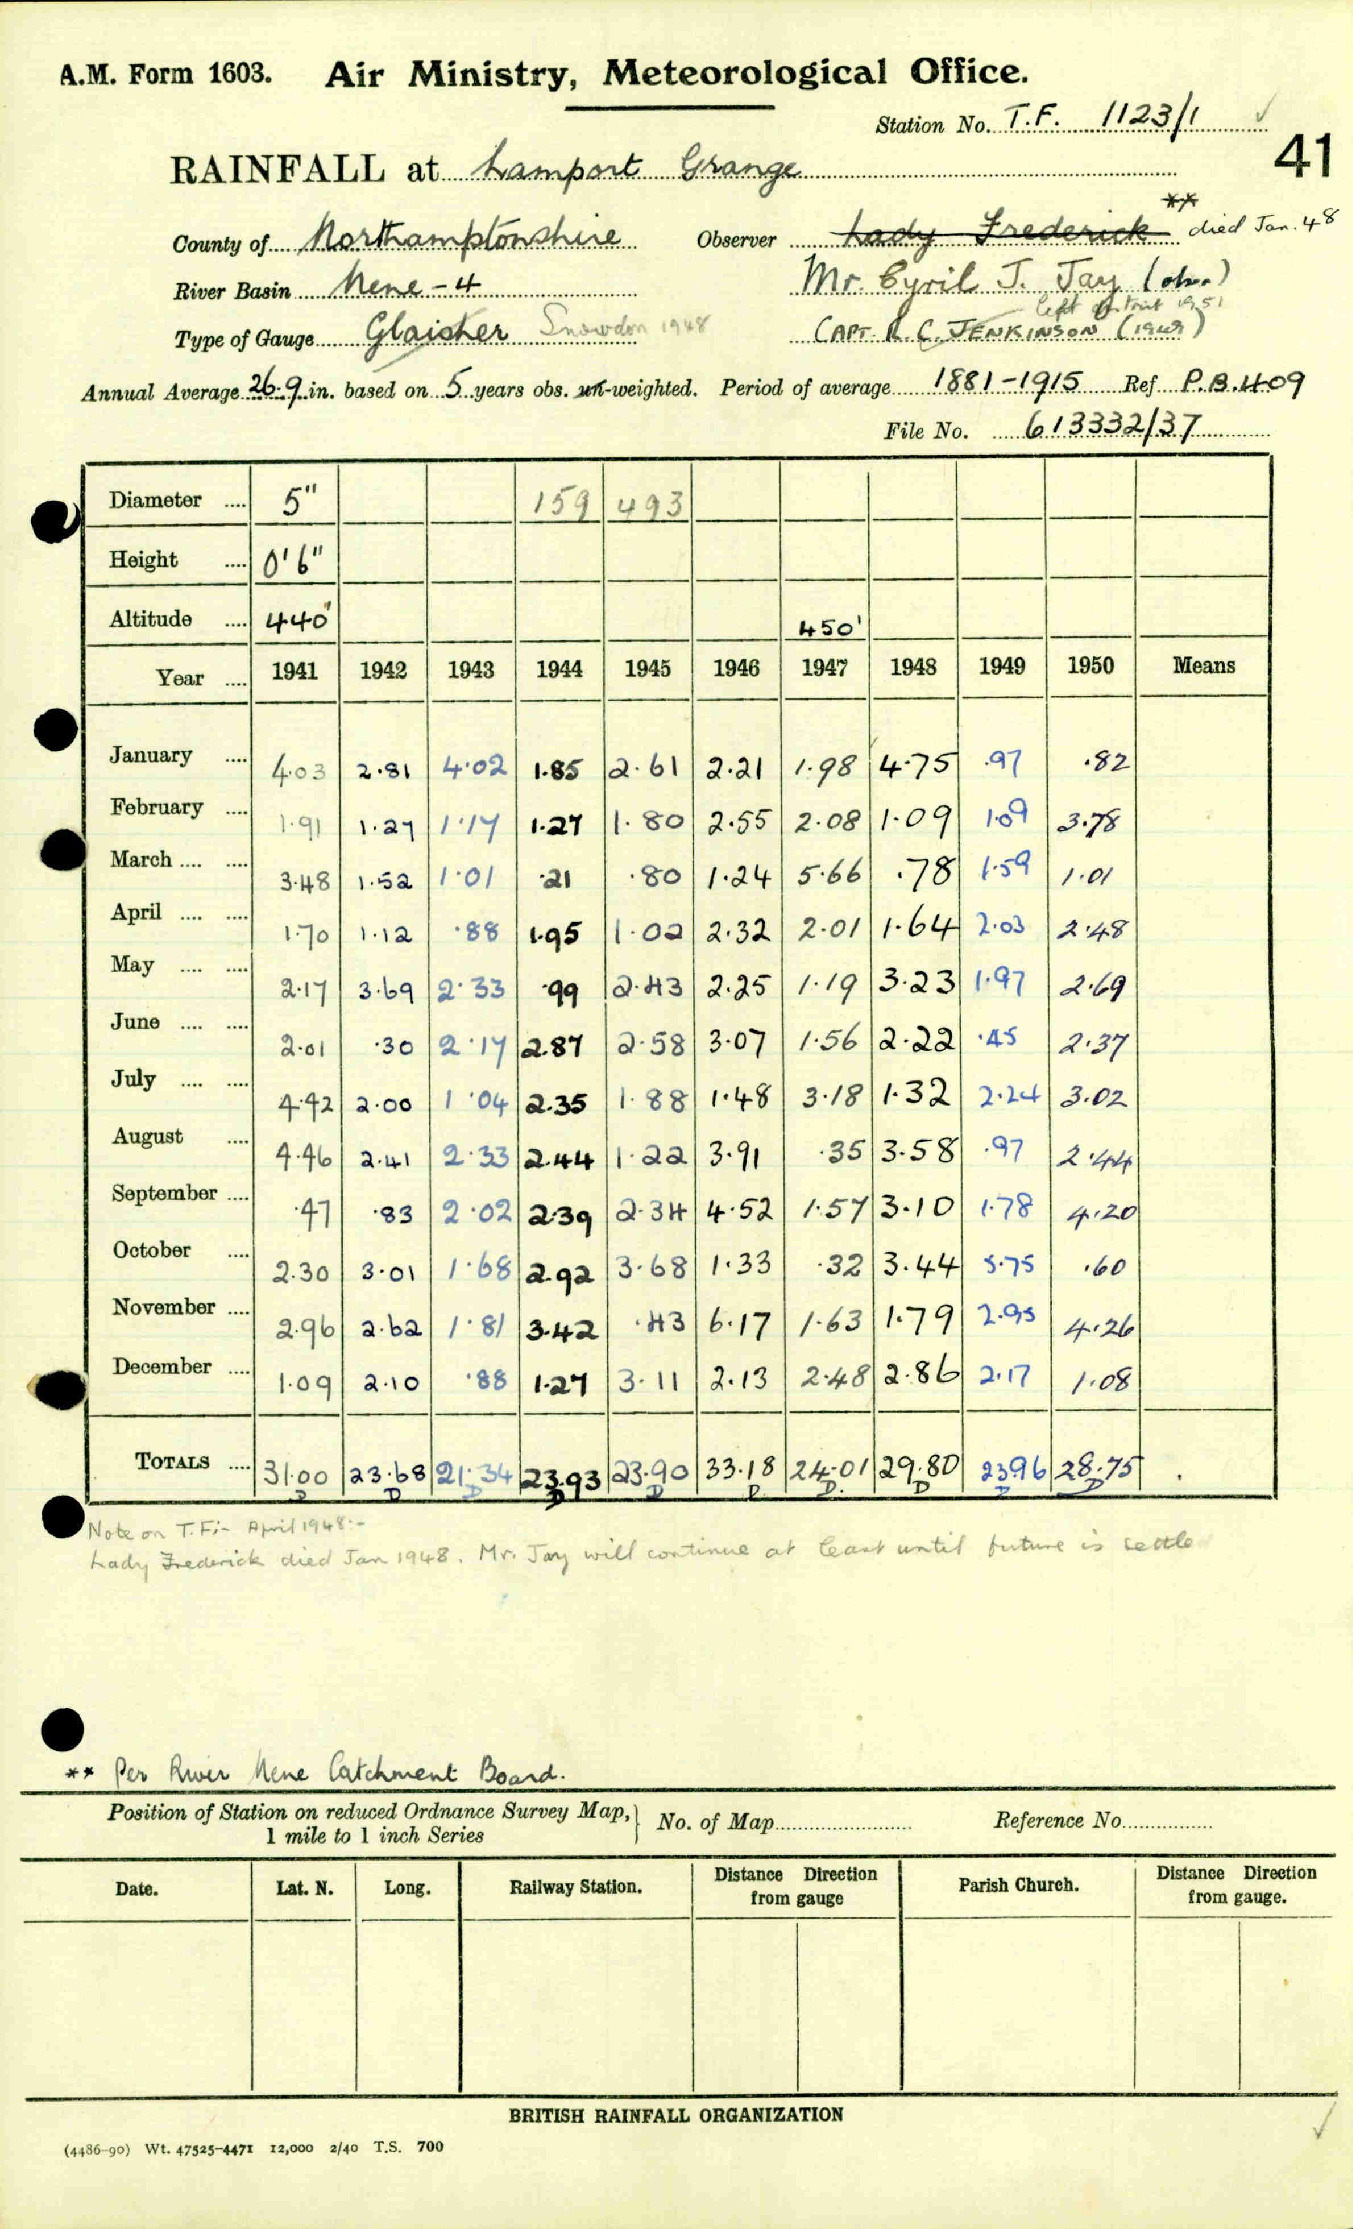 A.M. Form 1603. Air Ministry, Meteorological Office.
Station No. T.F. 1123/1 ✓
41
RAINFALL at Lamport Grange
County of Northamptonshire Observer Lady Frederick ** died Jan. 48
River Basin Nene - 4 Mr. Cyril J. Jay (obsr)
left 1951
Type of Gauge Glaisher Snowdon 1948 CAPT. R. C. JENKINSON (1949)
Annual Average 26.9 in. based on 5 years obs. un-weighted. Period of average 1881-1915 Ref P.B.409
File No. 613332/37
Diameter .... 5" 159 493
Height .... 0'6"
Altitude .... 440' 450'
Year .... 1941 1942 1943 1944 1945 1946 1947 1948 1949 1950 Means
January .... 4.03 2.81 4.02 1.85 2.61 2.21 1.98 4.75 .97 .82
February .... 1.91 1.27 1.17 1.27 1.80 2.55 2.08 1.09 1.09 3.78
March .... .... 3.48 1.52 1.01 .21 .80 1.24 5.66 .78 1.59 1.01
April .... .... 1.70 1.12 .88 1.95 1.02 2.32 2.01 1.64 2.03 2.48
May .... .... 2.17 3.69 2.33 .99 2.43 2.25 1.19 3.23 1.97 2.69
June .... .... 2.01 .30 2.17 2.87 2.58 3.07 1.56 2.22 .45 2.37
July .... .... 4.42 2.00 1.04 2.35 1.88 1.48 3.18 1.32 2.24 3.02
August .... 4.46 2.41 2.33 2.44 1.22 3.91 .35 3.58 .97 2.44
September .... .47 .83 2.02 2.39 2.34 4.52 1.57 3.10 1.78 4.20
October .... 2.30 3.01 1.68 2.92 3.68 1.33 .32 3.44 5.75 .60
November .... 2.96 2.62 1.81 3.42 .43 6.17 1.63 1.79 2.95 4.26
December .... 1.09 2.10 .88 1.27 3.11 2.13 2.48 2.86 2.17 1.08
TOTALS .... 31.00 23.68 21.34 23.93 23.90 33.18 24.01 29.80 23.96 28.75 .
D D D D D D D. D D D
Note on T.F:- April 1948:-
Lady Frederick died Jan 1948. Mr. Jay will continue at least until future is settled
** Per River Nene Catchment Board.
Position of Station on reduced Ordnance Survey Map, } No. of Map Reference No.
1 mile to 1 inch Series
Date. Lat. N. Long. Railway Station. Distance Direction from gauge Parish Church. Distance Direction from gauge.
BRITISH RAINFALL ORGANIZATION
(4486-90) Wt. 47525-4471 12,000 2/40 T.S. 700